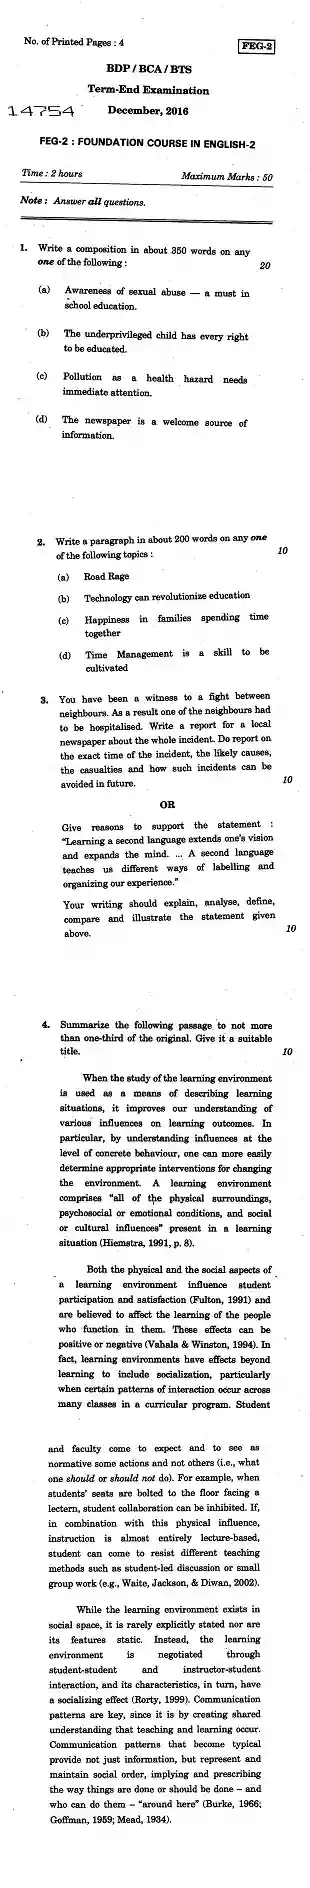 No. of Printed Pages : 4
FEG-2
BDP / BCA / BTS
Term-End Examination
14754
December, 2016
FEG-2 : FOUNDATION COURSE IN ENGLISH-2
Time : 2 hours
Maximum Marks : 50
Note : Answer all questions.
1. Write a composition in about 350 words on any
one of the following :
20
(a) Awareness of sexual abuse — a must in
school education.
(b) The underprivileged child has every right
to be educated.
(c) Pollution as a health hazard needs
immediate attention.
(d) The newspaper is a welcome source of
information.
2. Write a paragraph in about 200 words on any one
of the following topics :
10
(a) Road Rage
(b) Technology can revolutionize education
(c) Happiness in families spending time
together
(d) Time Management is a skill to be
cultivated
3. You have been a witness to a fight between
neighbours. As a result one of the neighbours had
to be hospitalised. Write a report for a local
newspaper about the whole incident. Do report on
the exact time of the incident, the likely causes,
the casualties and how such incidents can be
avoided in future.
10
OR
Give reasons to support the statement :
"Learning a second language extends one's vision
and expands the mind. ... A second language
teaches us different ways of labelling and
organizing our experience."
Your writing should explain, analyse, define,
compare and illustrate the statement given
above.
10
4. Summarize the following passage to not more
than one-third of the original. Give it a suitable
title.
10
When the study of the learning environment
is used as a means of describing learning
situations, it improves our understanding of
various influences on learning outcomes. In
particular, by understanding influences at the
level of concrete behaviour, one can more easily
determine appropriate interventions for changing
the environment. A learning environment
comprises "all of the physical surroundings,
psychosocial or emotional conditions, and social
or cultural influences" present in a learning
situation (Hiemstra, 1991, p. 8).
Both the physical and the social aspects of
a learning environment influence student
participation and satisfaction (Fulton, 1991) and
are believed to affect the learning of the people
who function in them. These effects can be
positive or negative (Vahala & Winston, 1994). In
fact, learning environments have effects beyond
learning to include socialization, particularly
when certain patterns of interaction occur across
many classes in a curricular program. Student
and faculty come to expect and to see as
normative some actions and not others (i.e., what
one should or should not do). For example, when
students' seats are bolted to the floor facing a
lectern, student collaboration can be inhibited. If,
in combination with this physical influence,
instruction is almost entirely lecture-based,
student can come to resist different teaching
methods such as student-led discussion or small
group work (e.g., Waite, Jackson, & Diwan, 2002).
While the learning environment exists in
social space, it is rarely explicitly stated nor are
its features static. Instead, the learning
environment is negotiated through
student-student and instructor-student
interaction, and its characteristics, in turn, have
a socializing effect (Rorty, 1999). Communication
patterns are key, since it is by creating shared
understanding that teaching and learning occur.
Communication patterns that become typical
provide not just information, but represent and
maintain social order, implying and prescribing
the way things are done or should be done – and
who can do them – "around here" (Burke, 1966;
Goffman, 1959; Mead, 1934).